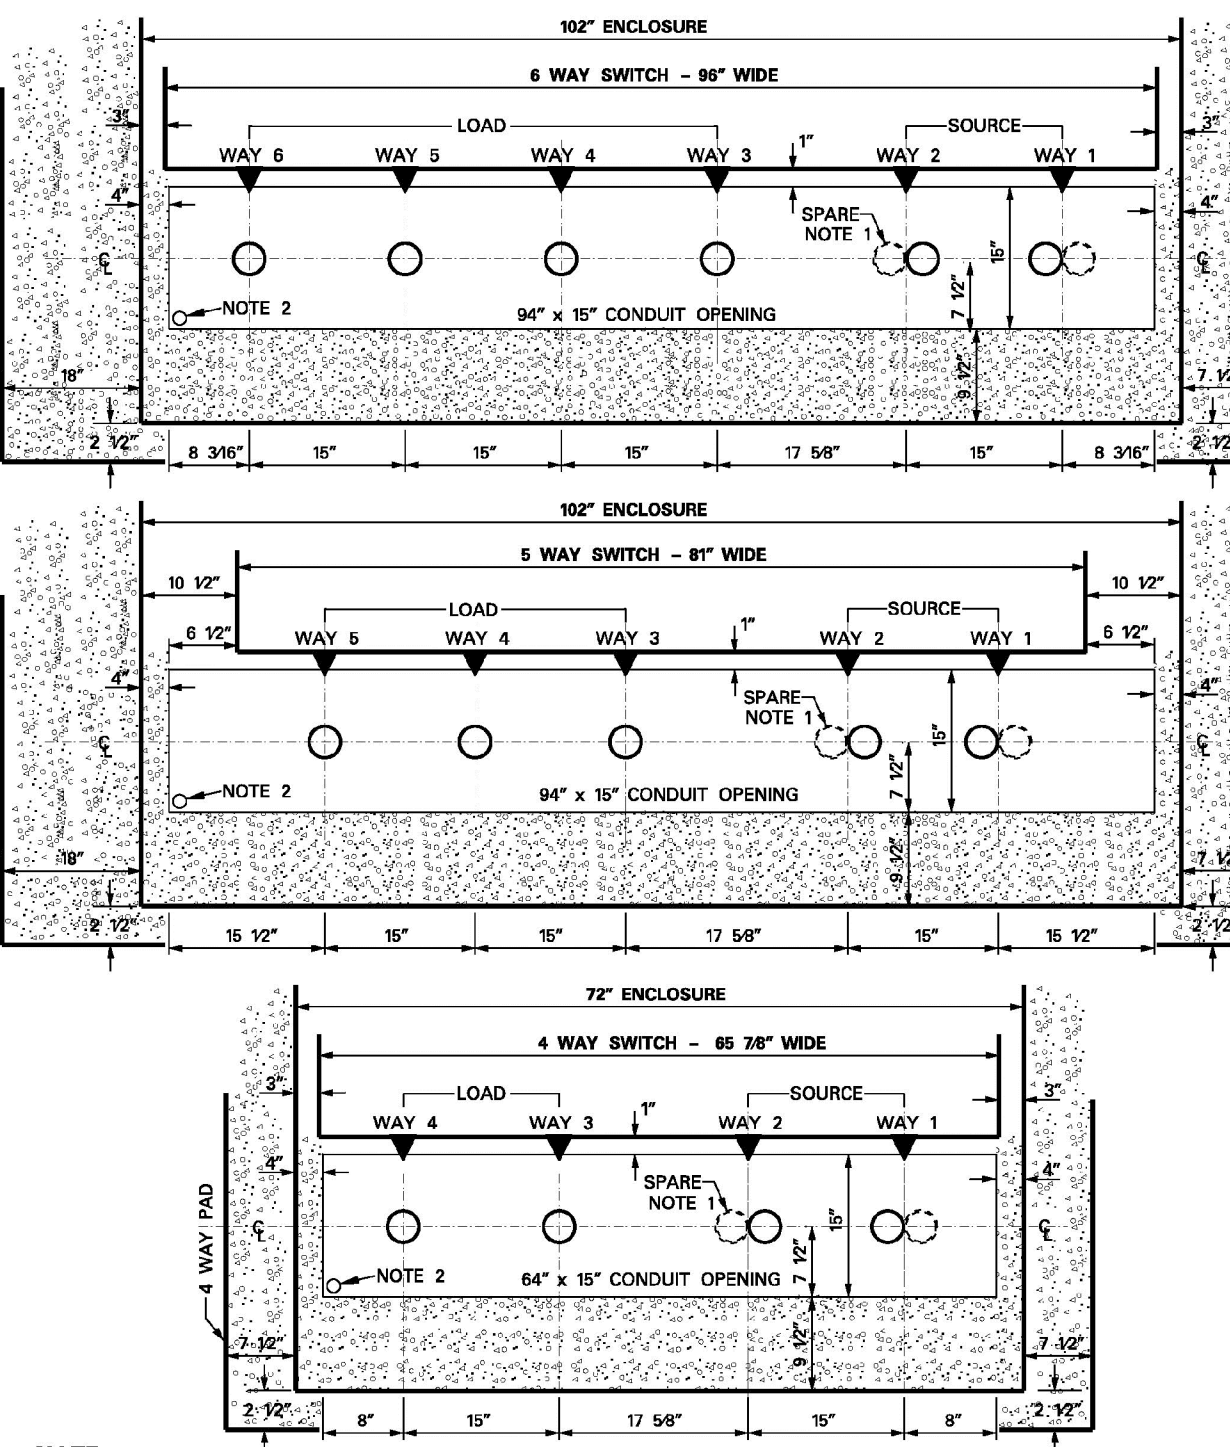 102" ENCLOSURE
6 WAY SWITCH - 96" WIDE
3"
LOAD
SOURCE
3"
WAY 6
WAY 5
WAY 4
WAY 3
1"
WAY 2
WAY 1
4"
SPARE
NOTE 1
15"
4"
CL
CL
7 1/2"
NOTE 2
94" x 15" CONDUIT OPENING
18"
9 1/2"
2 1/2"
8 3/16"
15"
15"
15"
17 5/8"
15"
8 3/16"
102" ENCLOSURE
5 WAY SWITCH - 81" WIDE
10 1/2"
10 1/2"
LOAD
SOURCE
6 1/2"
WAY 5
WAY 4
WAY 3
1"
WAY 2
WAY 1
6 1/2"
4"
SPARE
NOTE 1
15"
4"
CL
CL
7 1/2"
NOTE 2
94" x 15" CONDUIT OPENING
18"
9 1/2"
2 1/2"
15 1/2"
15"
15"
17 5/8"
15"
15 1/2"
72" ENCLOSURE
4 WAY SWITCH - 65 7/8" WIDE
3"
LOAD
SOURCE
3"
WAY 4
WAY 3
1"
WAY 2
WAY 1
4"
SPARE
NOTE 1
15"
4"
4 WAY PAD
CL
CL
7 1/2"
NOTE 2
64" x 15" CONDUIT OPENING
7 1/2"
9 1/2"
7 1/2"
2 1/2"
8"
15"
17 5/8"
15"
8"
2 1/2"